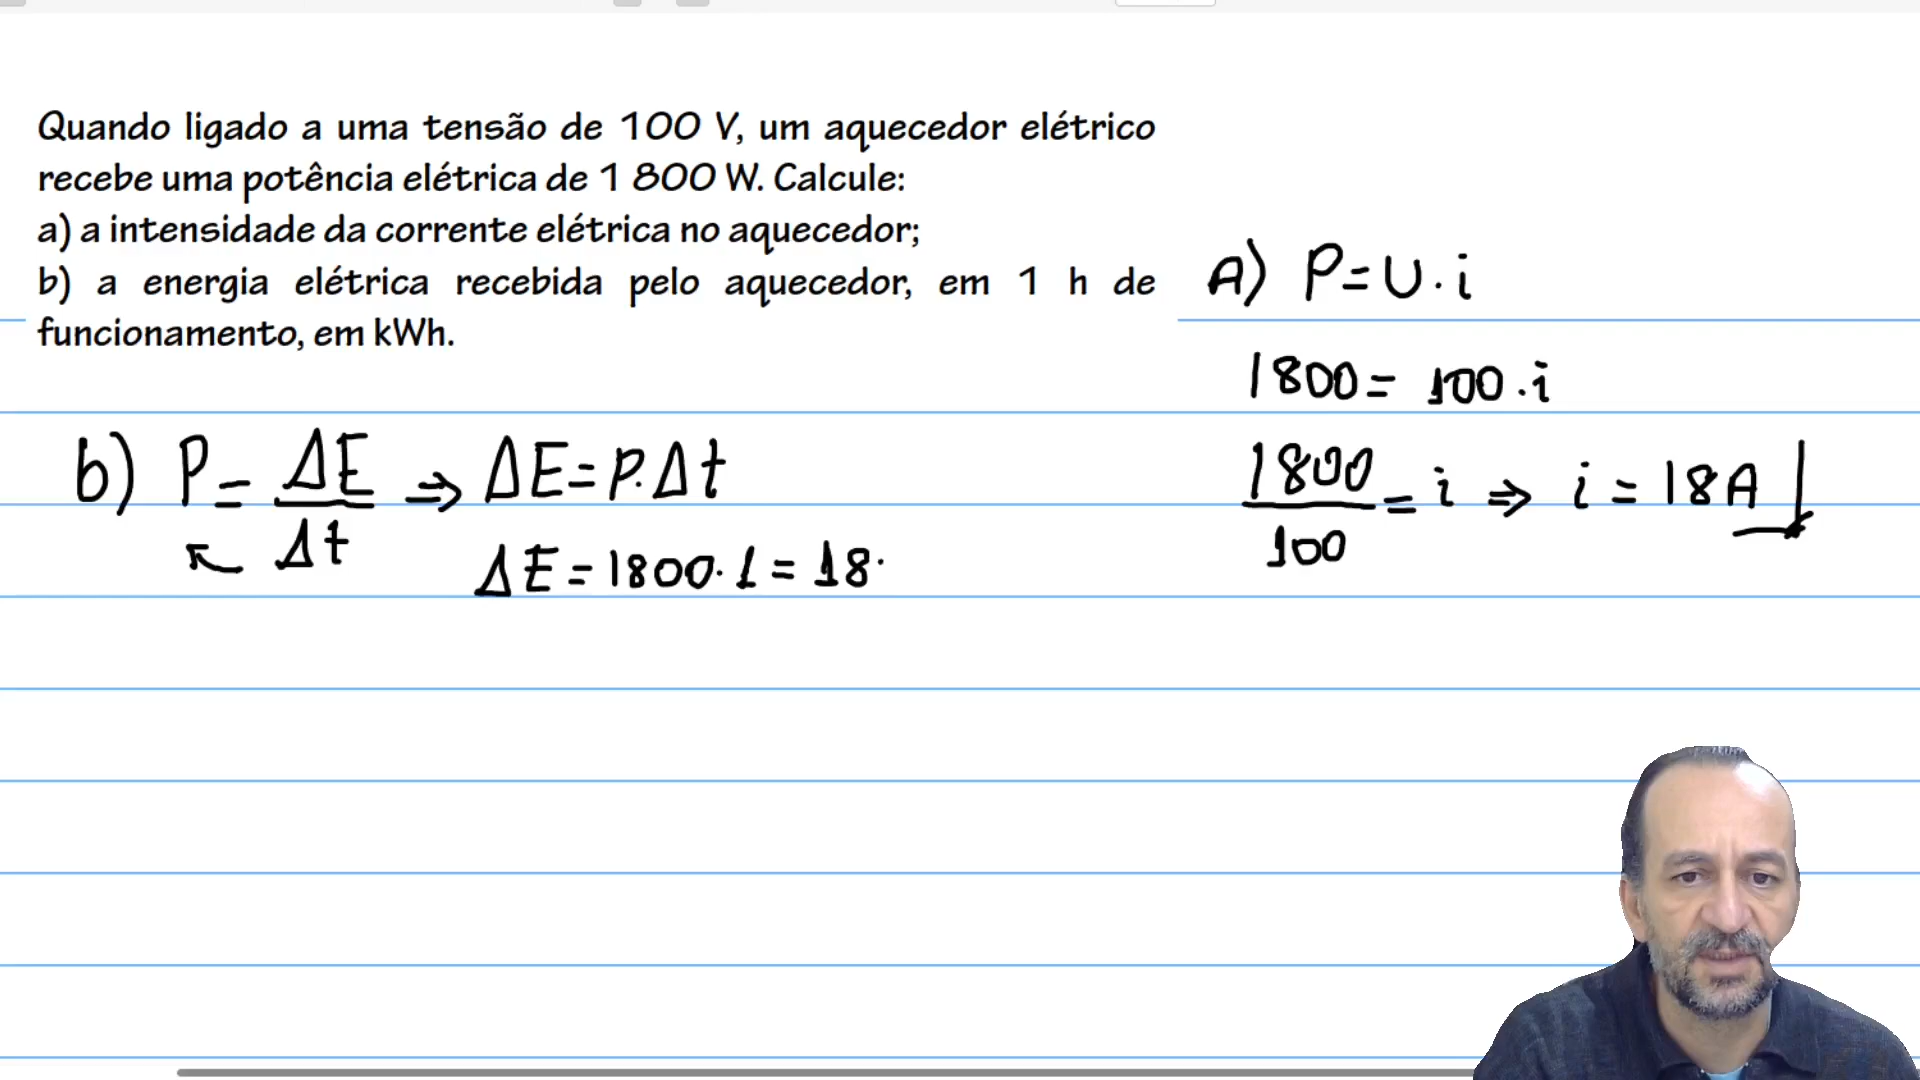 Quando ligado a uma tensão de 100 V, um aquecedor elétrico
recebe uma potência elétrica de 1 800 W. Calcule:
a) a intensidade da corrente elétrica no aquecedor;
b) a energia elétrica recebida pelo aquecedor, em 1 h de
funcionamento, em kWh.
A) P=U.i
1800= 100.i
1800/100 = i ⇒ i = 18A
b) P= ΔE/Δt ⇒ ΔE=P.Δt
ΔE=1800.1=18.